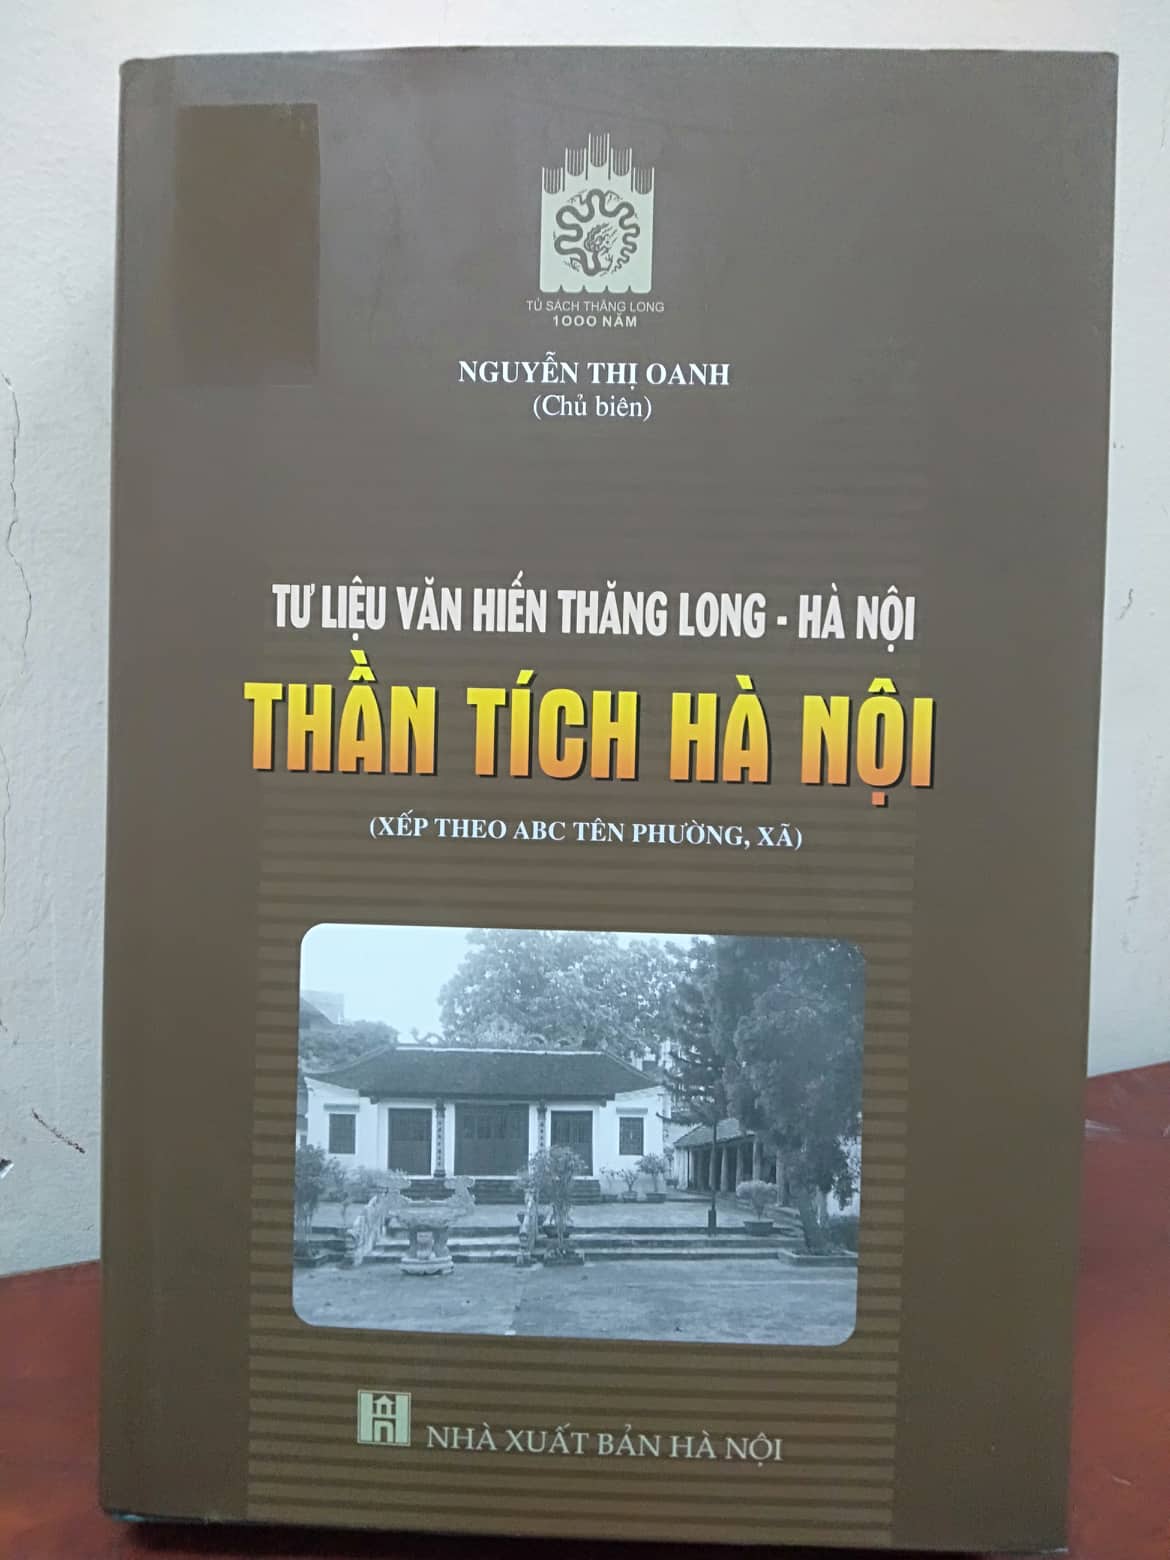 TỦ SÁCH THĂNG LONG
1000 NĂM
NGUYỄN THỊ OANH
(Chủ biên)
TƯ LIỆU VĂN HIẾN THĂNG LONG - HÀ NỘI
THẦN TÍCH HÀ NỘI
(XẾP THEO ABC TÊN PHƯỜNG, XÃ)
NHÀ XUẤT BẢN HÀ NỘI